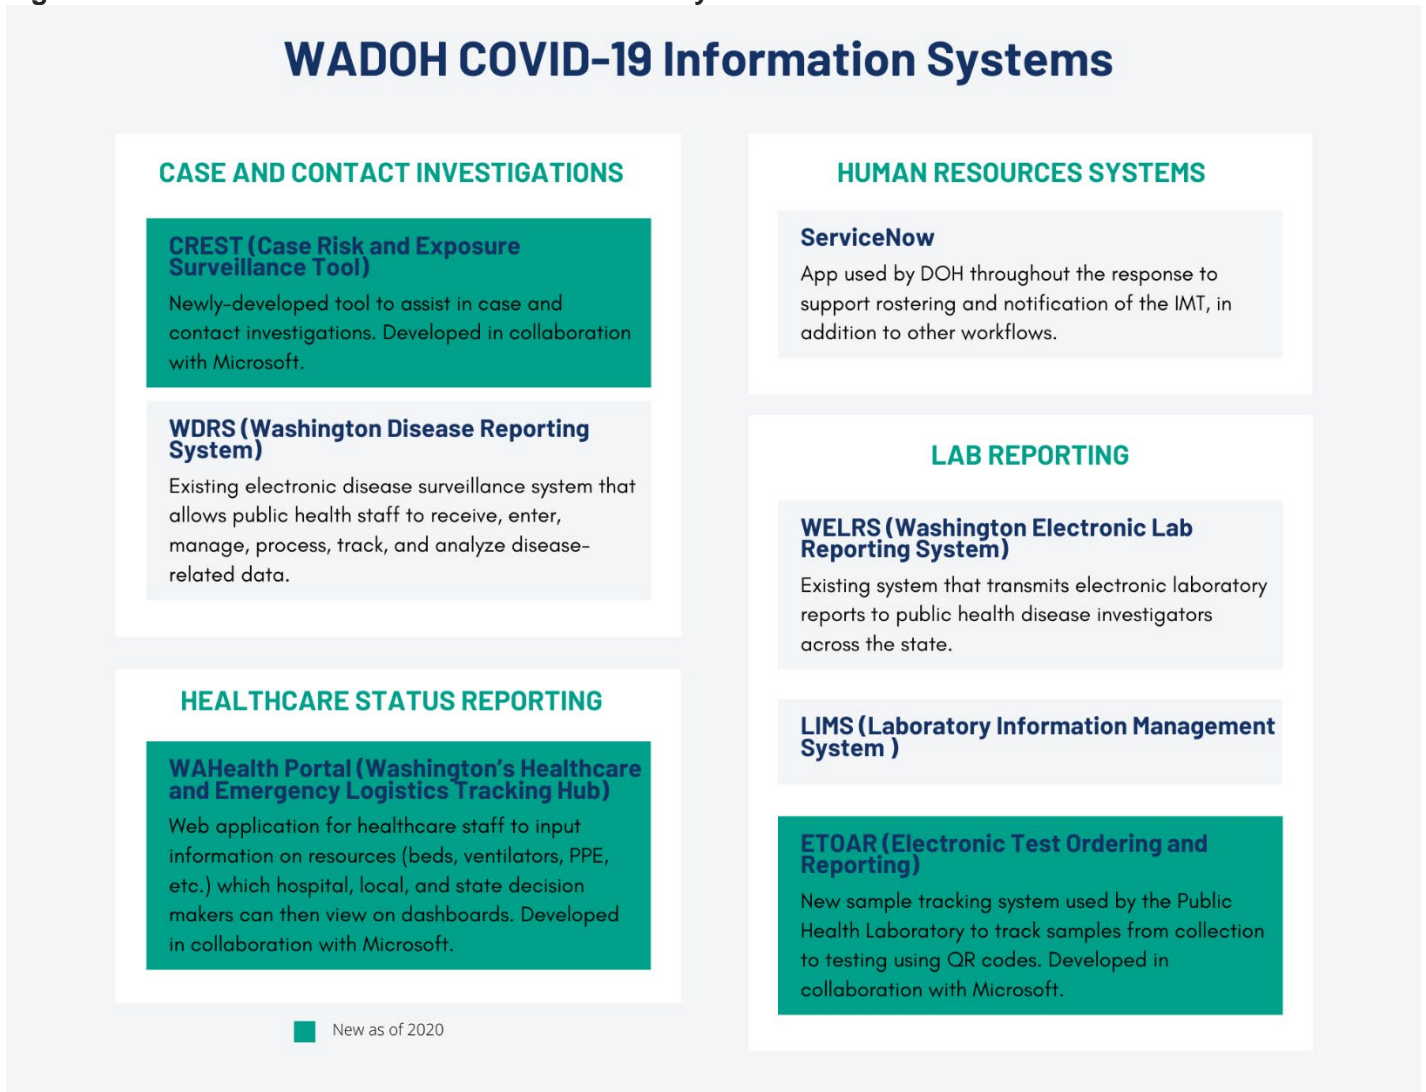 WADOH COVID-19 Information Systems
CASE AND CONTACT INVESTIGATIONS
CREST (Case Risk and Exposure
Surveillance Tool)
Newly-developed tool to assist in case and
contact investigations. Developed in collaboration
with Microsoft.
WDRS (Washington Disease Reporting
System)
Existing electronic disease surveillance system that
allows public health staff to receive, enter,
manage, process, track, and analyze disease-
related data.
HEALTHCARE STATUS REPORTING
WAHealth Portal (Washington’s Healthcare
and Emergency Logistics Tracking Hub)
Web application for healthcare staff to input
information on resources (beds, ventilators, PPE,
etc.) which hospital, local, and state decision
makers can then view on dashboards. Developed
in collaboration with Microsoft.
New as of 2020
HUMAN RESOURCES SYSTEMS
ServiceNow
App used by DOH throughout the response to
support rostering and notification of the IMT, in
addition to other workflows.
LAB REPORTING
WELRS (Washington Electronic Lab
Reporting System)
Existing system that transmits electronic laboratory
reports to public health disease investigators
across the state.
LIMS (Laboratory Information Management
System )
ETOAR (Electronic Test Ordering and
Reporting)
New sample tracking system used by the Public
Health Laboratory to track samples from collection
to testing using QR codes. Developed in
collaboration with Microsoft.